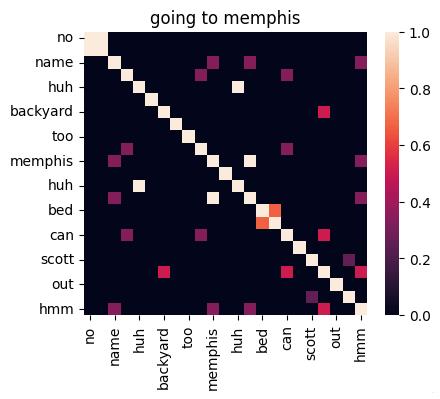 going to memphis
no
name
huh
backyard
too
memphis
huh
bed
can
scott
out
hmm
1.0
0.8
0.6
0.4
0.2
0.0
no
name
huh
backyard
too
memphis
huh
bed
can
scott
out
hmm